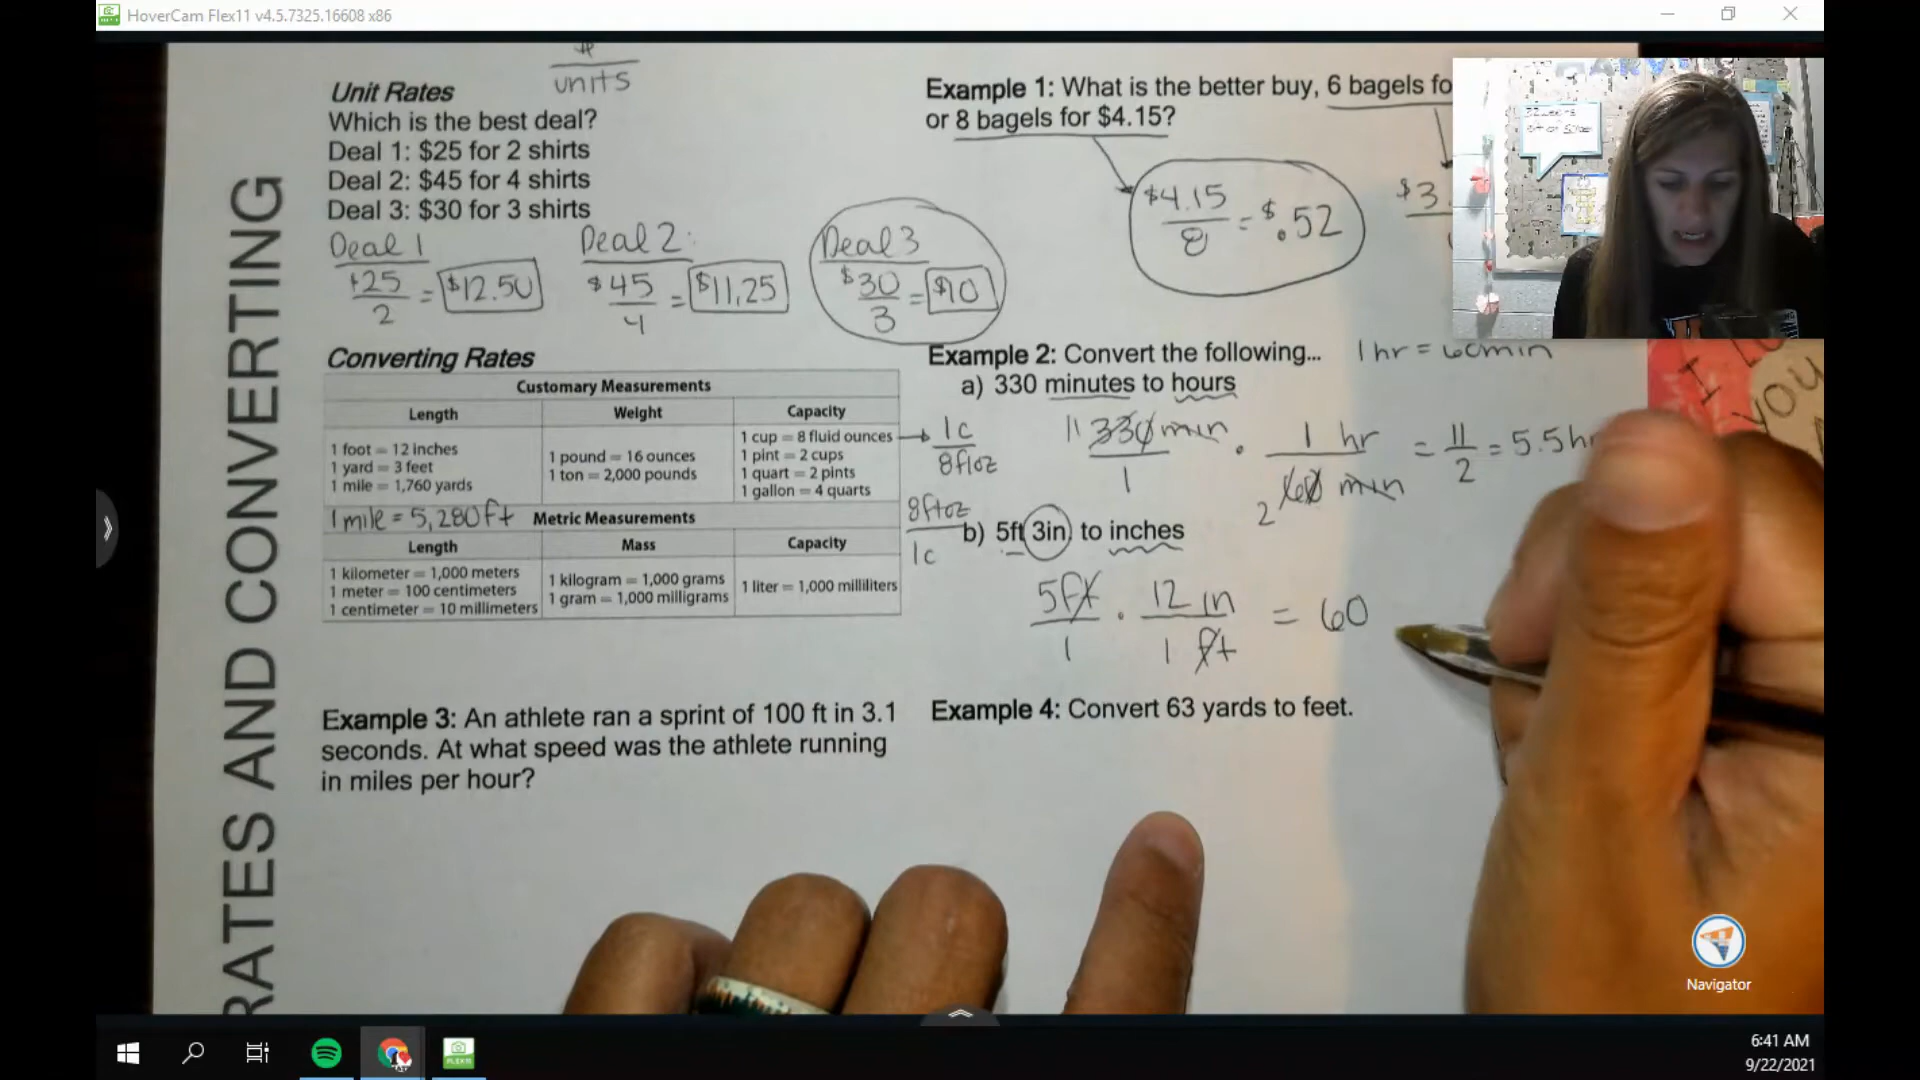 HoverCam Flex11 v4.5.7325.16608 x86
RATES AND CONVERTING
units
Unit Rates
Which is the best deal?
Deal 1: $25 for 2 shirts
Deal 2: $45 for 4 shirts
Deal 3: $30 for 3 shirts
Deal 1
$25/2 = $12.50
Deal 2:
$45/4 = $11.25
Deal 3
$30/3 = $10
Example 1: What is the better buy, 6 bagels fo
or 8 bagels for $4.15?
$4.15/8 = $.52
$3.
Converting Rates
Customary Measurements
Length
Weight
Capacity
1 foot = 12 inches
1 yard = 3 feet
1 mile = 1,760 yards
1 pound = 16 ounces
1 ton = 2,000 pounds
1 cup = 8 fluid ounces
1 pint = 2 cups
1 quart = 2 pints
1 gallon = 4 quarts
1c/8floz
8floz/1c
1 mile = 5,280ft
Metric Measurements
Length
Mass
Capacity
1 kilometer = 1,000 meters
1 meter = 100 centimeters
1 centimeter = 10 millimeters
1 kilogram = 1,000 grams
1 gram = 1,000 milligrams
1 liter = 1,000 milliliters
Example 2: Convert the following... 1 hr = 60min
a) 330 minutes to hours
11 330 min/1 · 1 hr/60 min 2 = 11/2 = 5.5 hr
b) 5ft 3in to inches
5ft/1 · 12 in/1 ft = 60
Example 3: An athlete ran a sprint of 100 ft in 3.1
seconds. At what speed was the athlete running
in miles per hour?
Example 4: Convert 63 yards to feet.
I
you
Navigator
6:41 AM
9/22/2021